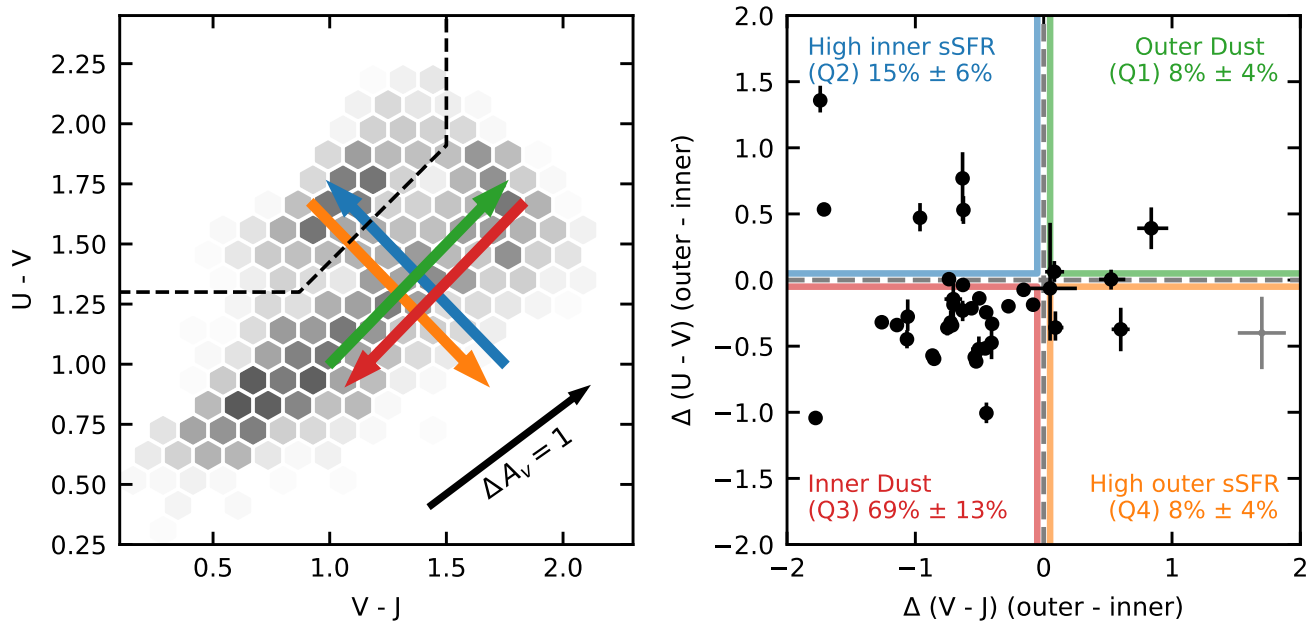 2.25
2.00
1.75
1.50
1.25
1.00
0.75
0.50
0.25
U - V
0.5 1.0 1.5 2.0
V - J
ΔA_v = 1
2.0
1.5
1.0
0.5
0.0
−0.5
−1.0
−1.5
−2.0
Δ (U - V) (outer - inner)
High inner sSFR
(Q2) 15% ± 6%
Outer Dust
(Q1) 8% ± 4%
Inner Dust
(Q3) 69% ± 13%
High outer sSFR
(Q4) 8% ± 4%
−2 −1 0 1 2
Δ (V - J) (outer - inner)